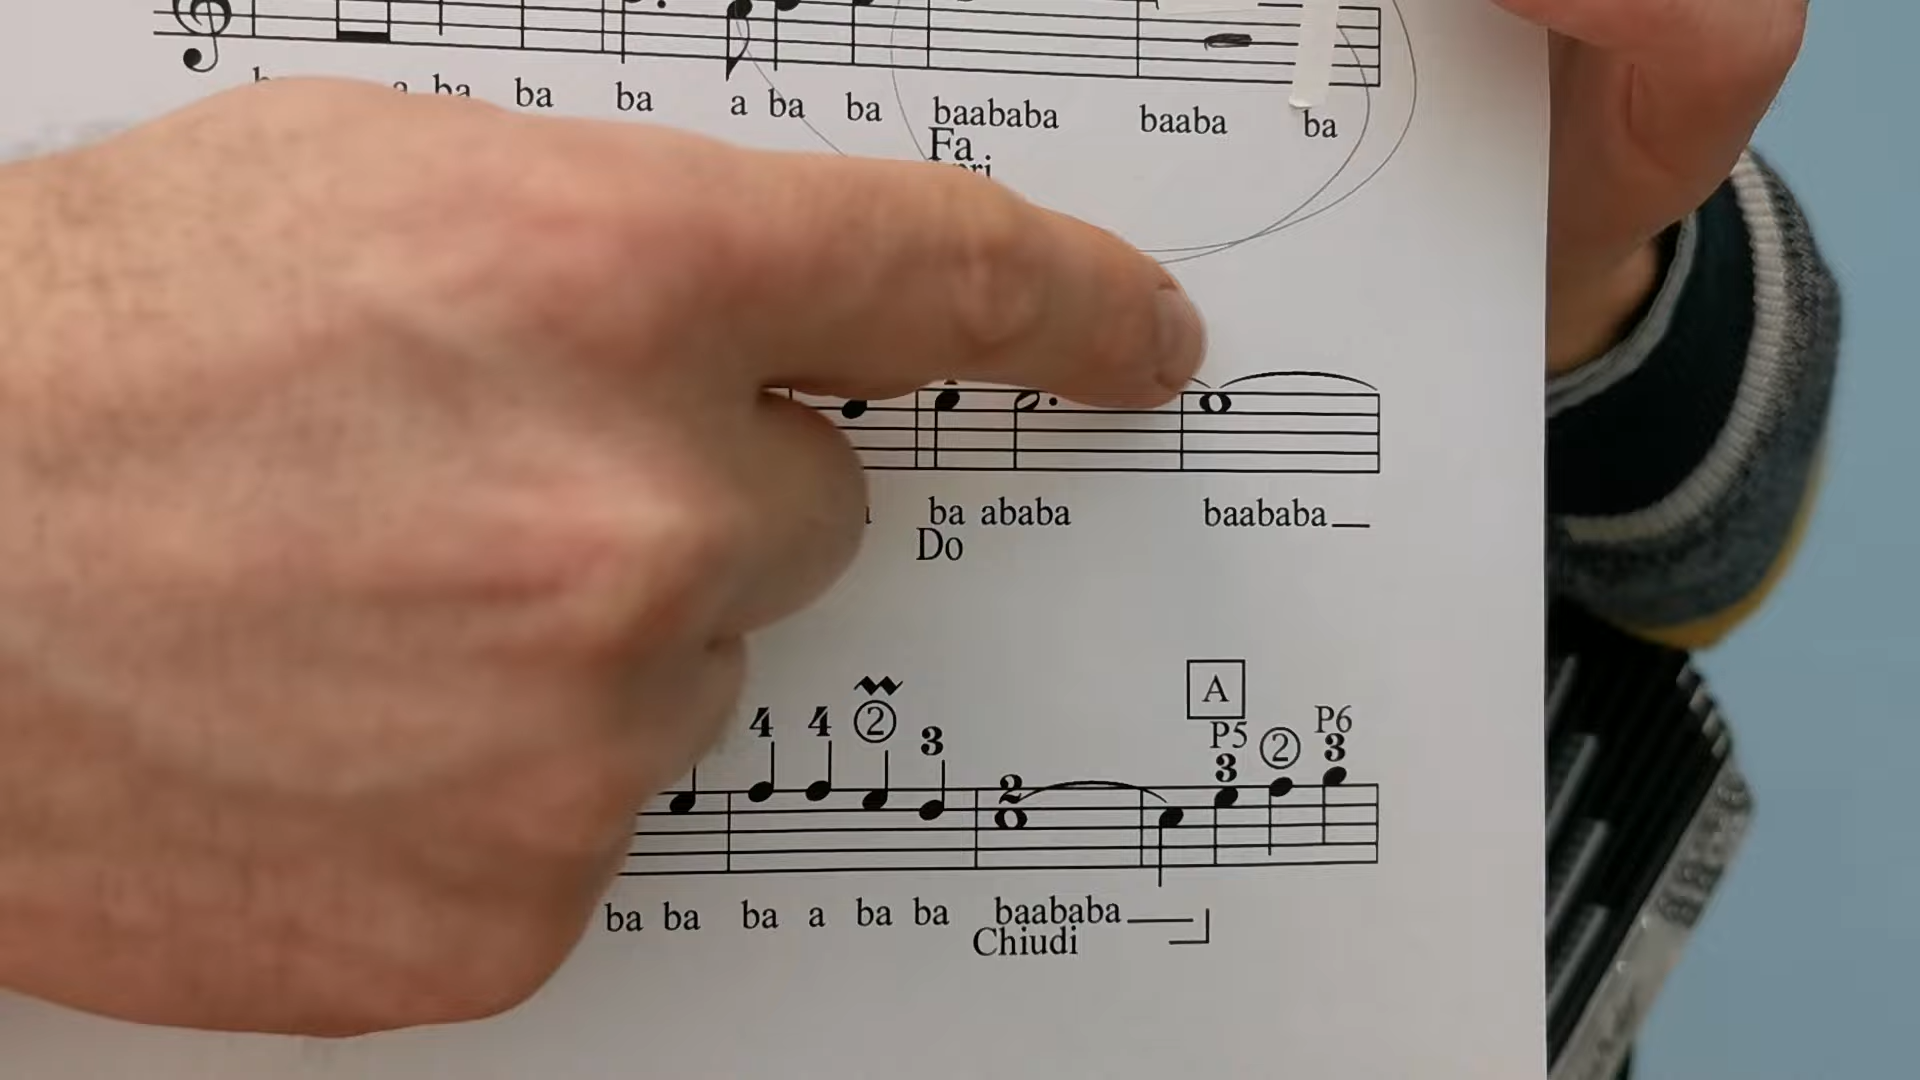 ba ba ba a ba ba baababa baaba ba
Fa
ba ababa baababa
Do
A
P5 ② P6
4 4 ② 3 3 3
2
ba ba ba a ba ba baababa
Chiudi